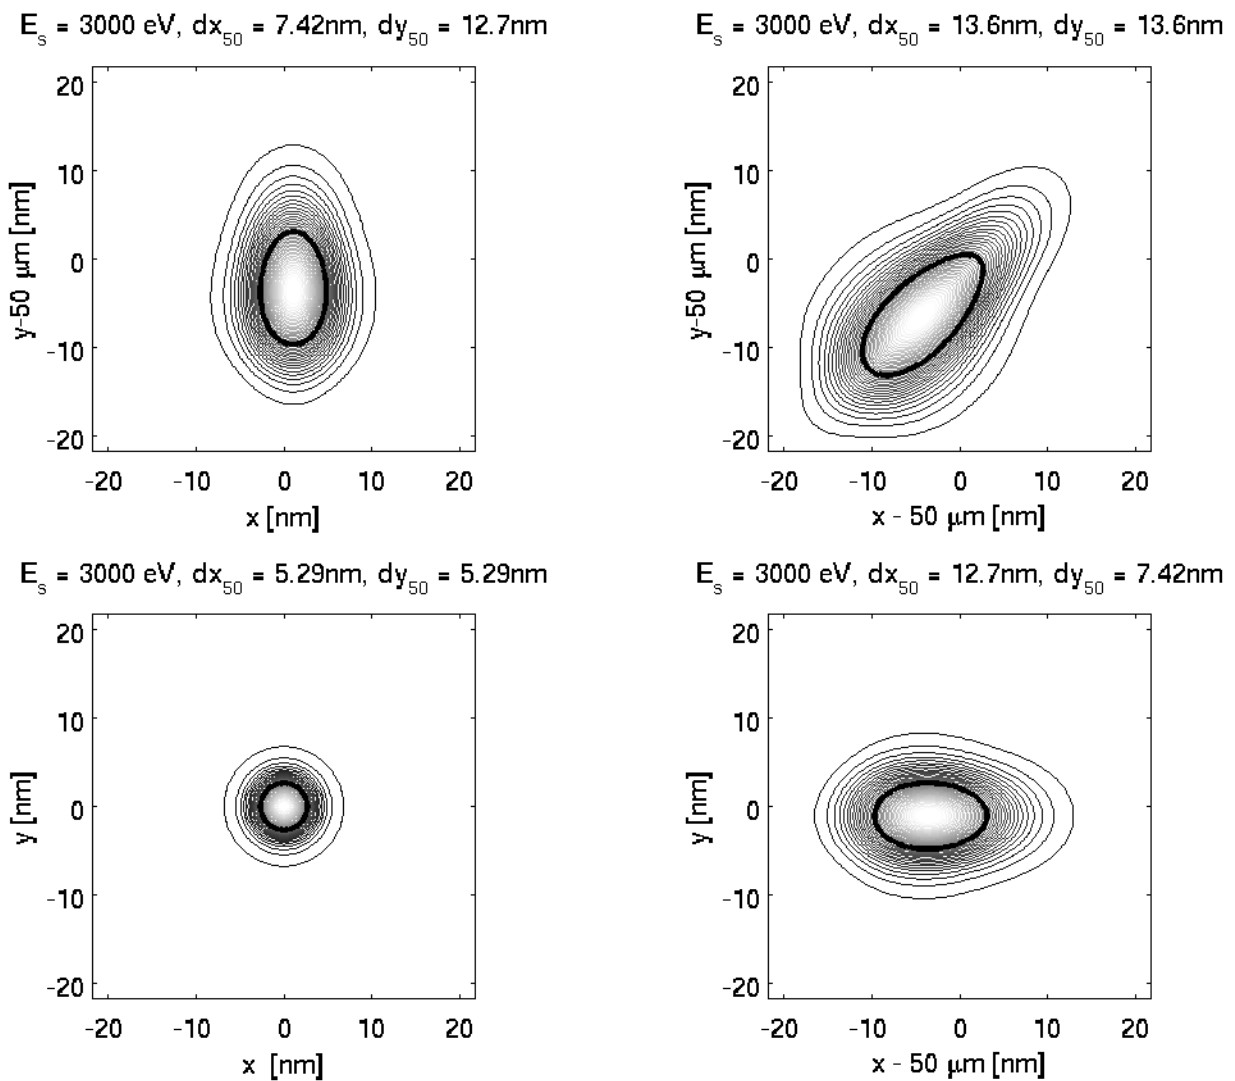 E_s = 3000 eV, dx_50 = 7.42nm, dy_50 = 12.7nm
20
10
0
-10
-20
y-50 μm [nm]
-20 -10 0 10 20
x [nm]
E_s = 3000 eV, dx_50 = 13.6nm, dy_50 = 13.6nm
20
10
0
-10
-20
y-50 μm [nm]
-20 -10 0 10 20
x - 50 μm [nm]
E_s = 3000 eV, dx_50 = 5.29nm, dy_50 = 5.29nm
20
10
0
-10
-20
y [nm]
-20 -10 0 10 20
x [nm]
E_s = 3000 eV, dx_50 = 12.7nm, dy_50 = 7.42nm
20
10
0
-10
-20
y [nm]
-20 -10 0 10 20
x - 50 μm [nm]